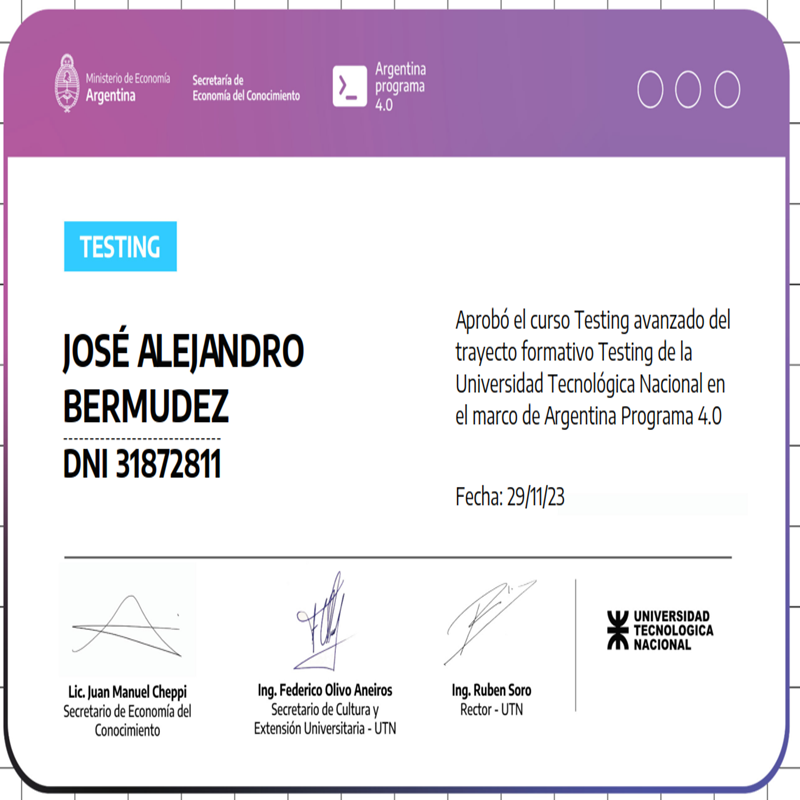 Ministerio de Economía
Argentina
Secretaría de
Economía del Conocimiento
Argentina
programa
4.0
TESTING
JOSÉ ALEJANDRO
BERMUDEZ
DNI 31872811
Aprobó el curso Testing avanzado del
trayecto formativo Testing de la
Universidad Tecnológica Nacional en
el marco de Argentina Programa 4.0
Fecha: 29/11/23
Lic. Juan Manuel Cheppi
Secretario de Economía del
Conocimiento
Ing. Federico Olivo Aneiros
Secretario de Cultura y
Extensión Universitaria - UTN
Ing. Ruben Soro
Rector - UTN
UNIVERSIDAD
TECNOLOGICA
NACIONAL